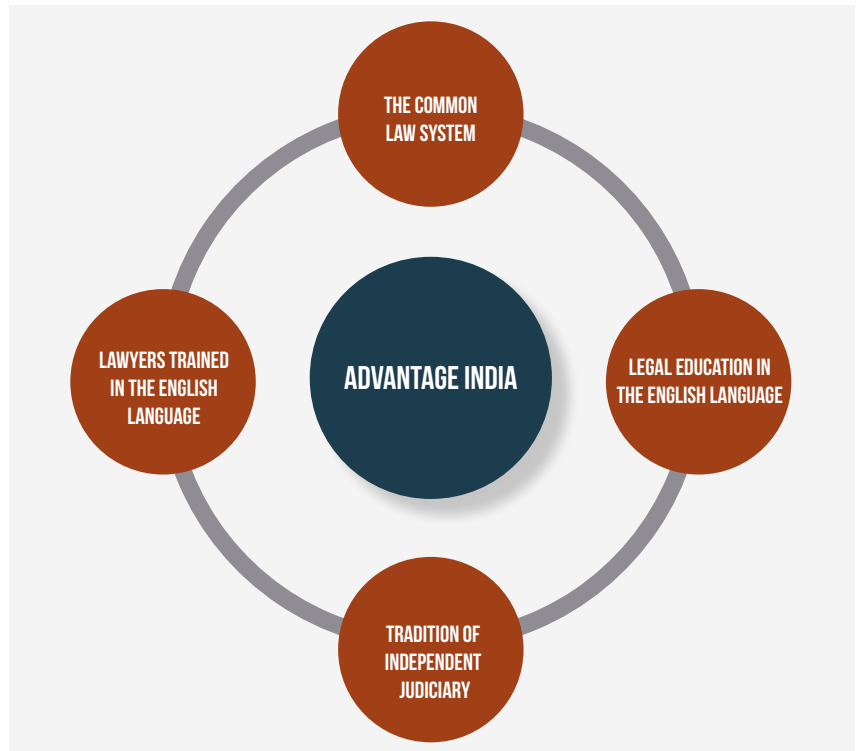 THE COMMON
LAW SYSTEM
ADVANTAGE INDIA
LAWYERS TRAINED
IN THE ENGLISH
LANGUAGE
LEGAL EDUCATION IN
THE ENGLISH LANGUAGE
TRADITION OF
INDEPENDENT
JUDICIARY